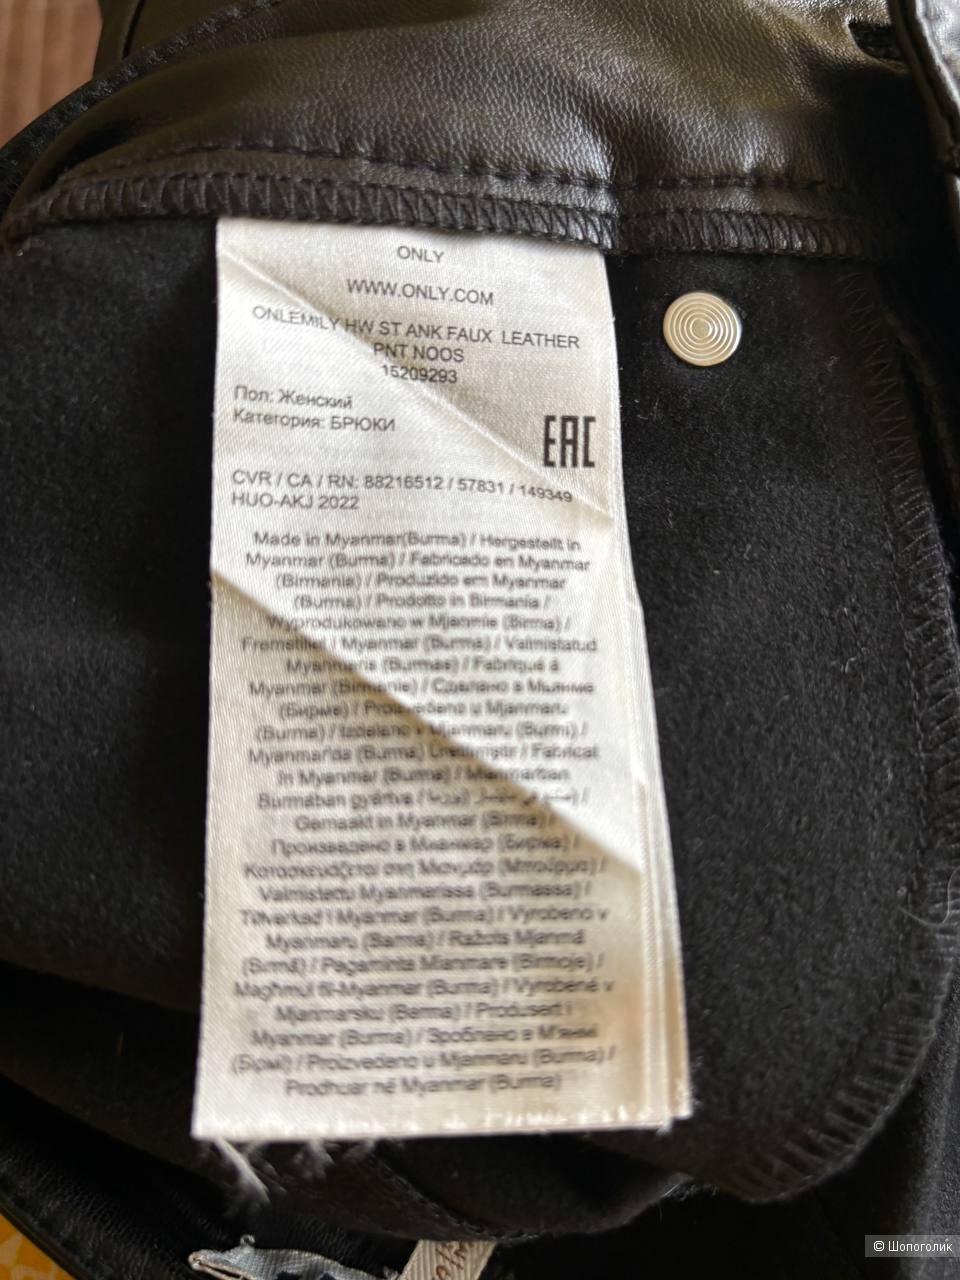 ONLY
WWW.ONLY.COM
ONLEMILY HW ST ANK FAUX LEATHER
PNT NOOS
15209293
Пол: Женский
Категория: БРЮКИ
EAC
CVR / CA / RN: 88216512 / 57831 / 149349
HUO-AKJ 2022
Made in Myanmar(Burma) / Hergestellt in
Myanmar (Burma) / Fabricado en Myanmar
(Birmania) / Produzido em Myanmar
(Burma) / Prodotto in Birmania /
Wyprodukowano w Mjanmie (Birma) /
Fremstillet i Myanmar (Burma) / Valmistatud
Myanmaris (Burmas) / Fabriqué à
Myanmar (Birmanie) / Сделано в Мьянме
(Бирме) / Proizvedeno u Mjanmaru
(Burma) / Izdelano v Mjanmaru (Burmi) /
Myanmar'da (Burma) Üretilmiştir / Fabricat
în Myanmar (Burma) / Mianmarban
Burmában gyártva /
Gemaakt in Myanmar (Birma) /
Произведено в Мианмар (Бирма) /
Κατασκευάζεται στη Μιανμάρ (Μπούρμα) /
Valmistettu Myanmarissa (Burmassa) /
Tillverkad i Myanmar (Burma) / Vyrobeno v
Myanmaru (Barma) / Ražots Mjanmā
(Birmā) / Pagaminta Mianmare (Birmoje) /
Magħmul fil-Myanmar (Burma) / Vyrobené v
Mjanmarsku (Barma) / Produsert i
Myanmar (Burma) / Зроблено в М'янмі
/ Proizvedeno u Mjanmaru (Burma) /
Prodhuar në Myanmar (Burma)
© Шопоголик